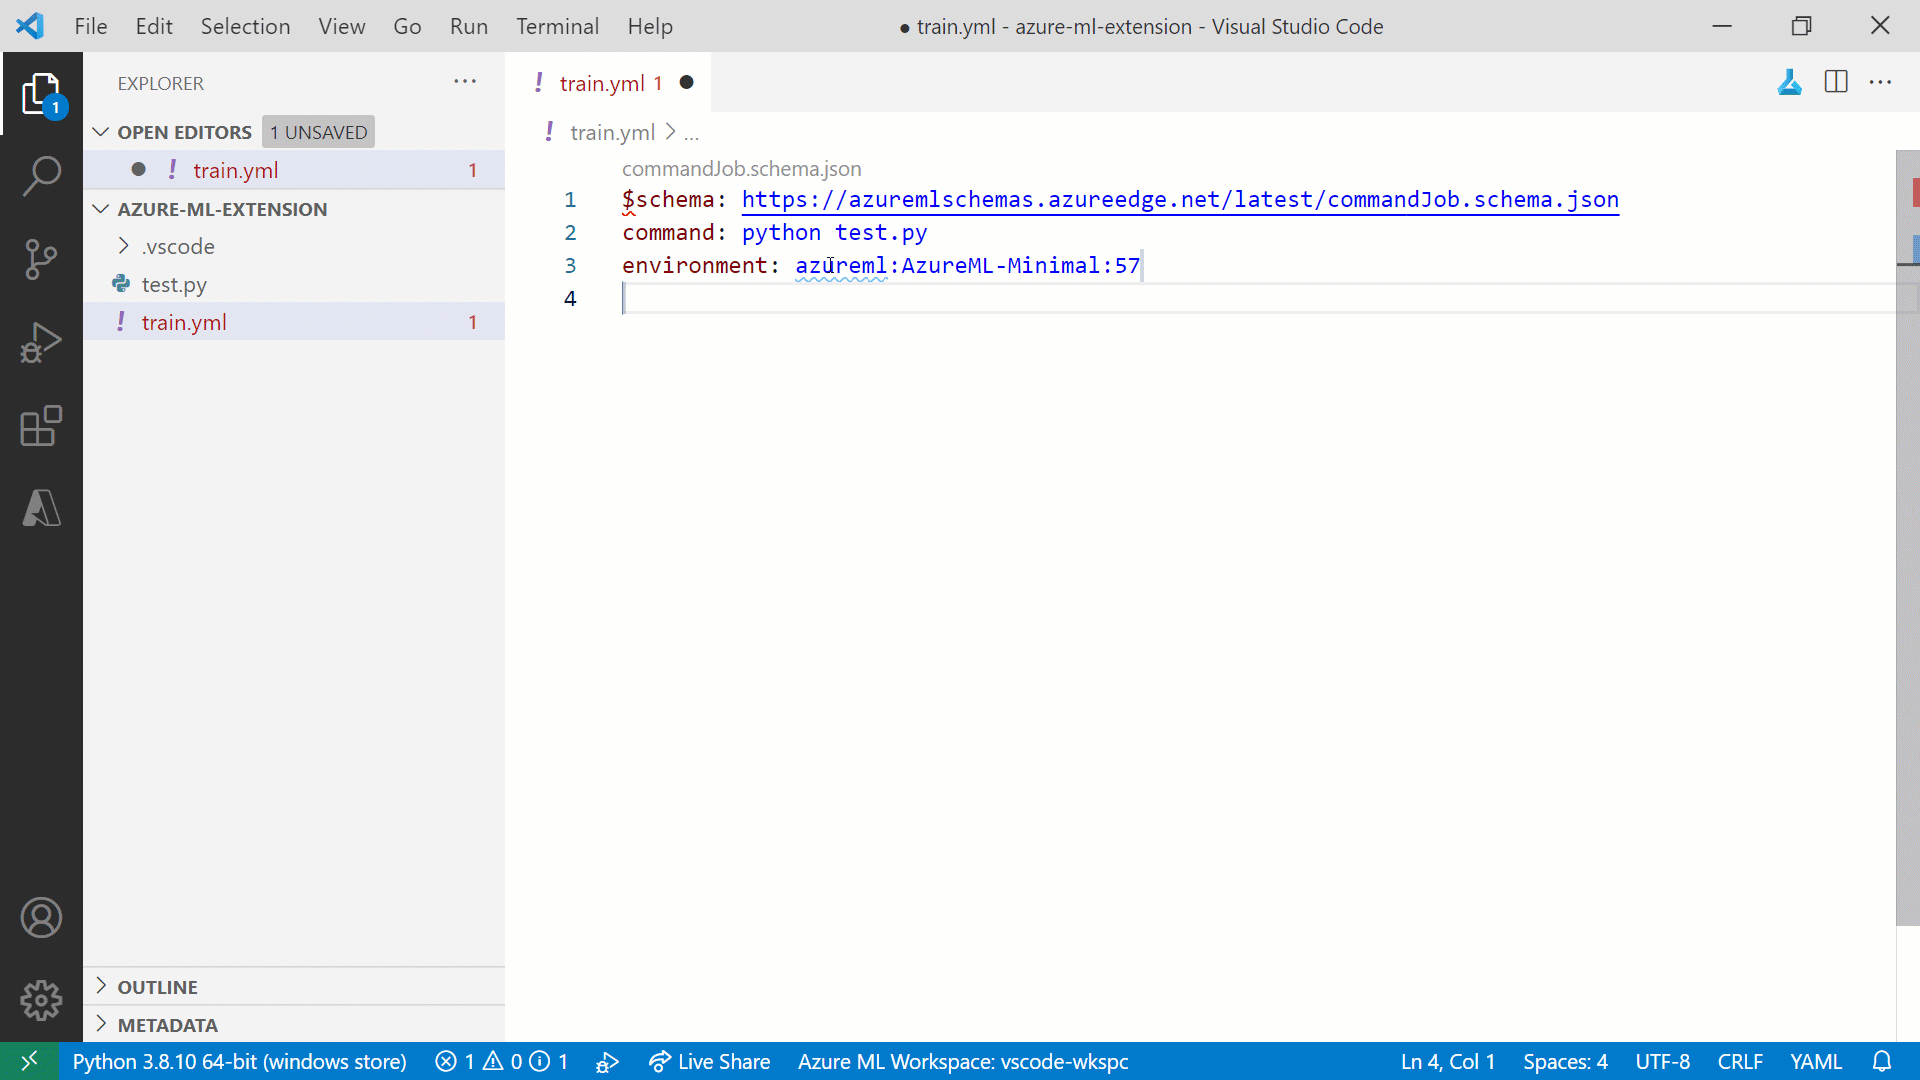 File Edit Selection View Go Run Terminal Help
● train.yml - azure-ml-extension - Visual Studio Code
1
EXPLORER
OPEN EDITORS 1 UNSAVED
! train.yml 1
AZURE-ML-EXTENSION
.vscode
test.py
! train.yml 1
OUTLINE
METADATA
! train.yml 1 ●
! train.yml > ...
commandJob.schema.json
1 $schema: https://azuremlschemas.azureedge.net/latest/commandJob.schema.json
2 command: python test.py
3 environment: azureml:AzureML-Minimal:57
4
Python 3.8.10 64-bit (windows store) 1 0 1 Live Share Azure ML Workspace: vscode-wkspc Ln 4, Col 1 Spaces: 4 UTF-8 CRLF YAML